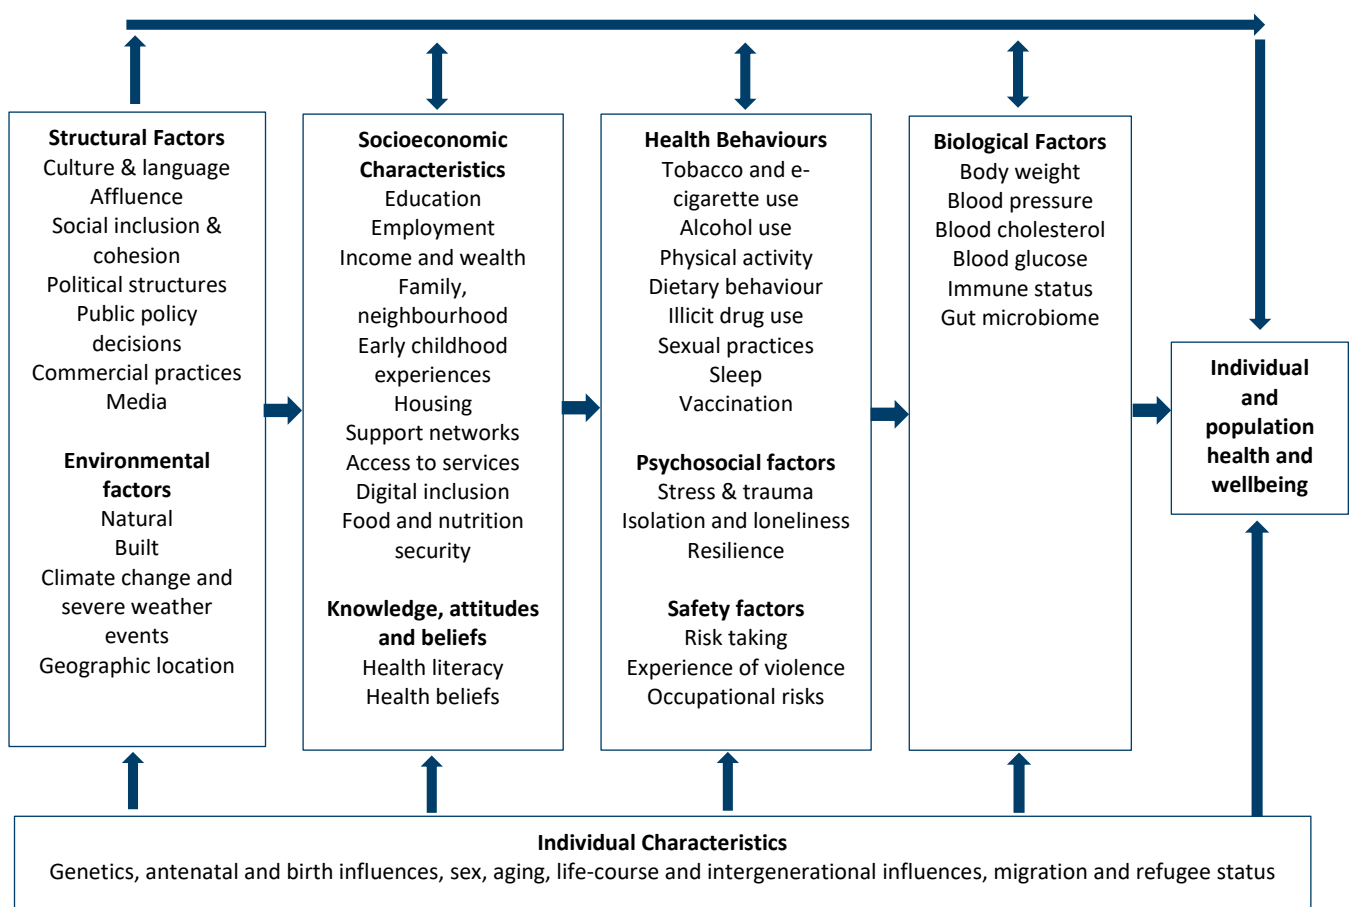 Structural Factors
Culture & language
Affluence
Social inclusion &
cohesion
Political structures
Public policy
decisions
Commercial practices
Media
Environmental
factors
Natural
Built
Climate change and
severe weather
events
Geographic location
Socioeconomic
Characteristics
Education
Employment
Income and wealth
Family,
neighbourhood
Early childhood
experiences
Housing
Support networks
Access to services
Digital inclusion
Food and nutrition
security
Knowledge, attitudes
and beliefs
Health literacy
Health beliefs
Health Behaviours
Tobacco and e-
cigarette use
Alcohol use
Physical activity
Dietary behaviour
Illicit drug use
Sexual practices
Sleep
Vaccination
Psychosocial factors
Stress & trauma
Isolation and loneliness
Resilience
Safety factors
Risk taking
Experience of violence
Occupational risks
Biological Factors
Body weight
Blood pressure
Blood cholesterol
Blood glucose
Immune status
Gut microbiome
Individual
and
population
health and
wellbeing
Individual Characteristics
Genetics, antenatal and birth influences, sex, aging, life-course and intergenerational influences, migration and refugee status